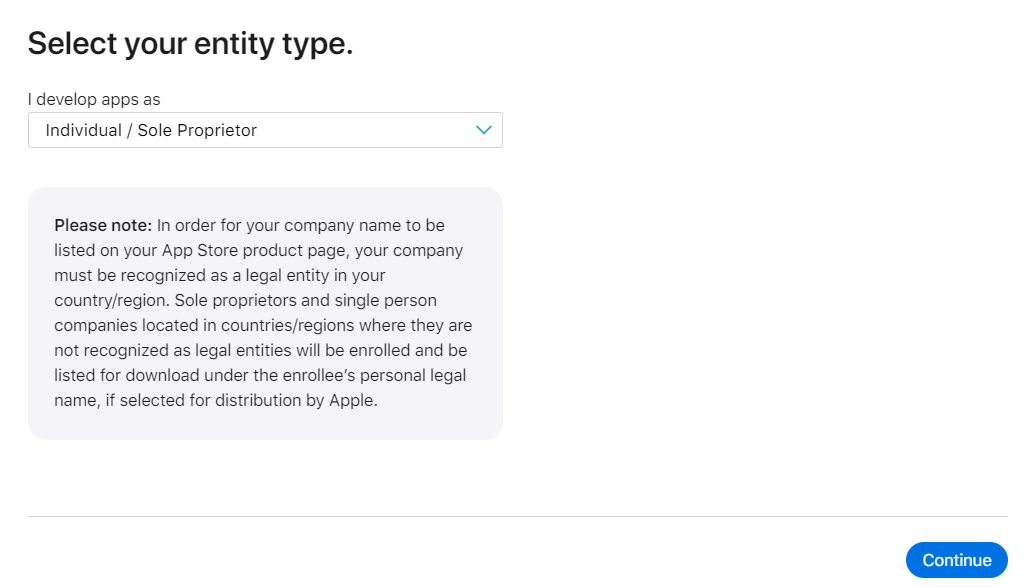 Select your entity type.
I develop apps as
Individual / Sole Proprietor
Please note: In order for your company name to be
listed on your App Store product page, your company
must be recognized as a legal entity in your
country/region. Sole proprietors and single person
companies located in countries/regions where they are
not recognized as legal entities will be enrolled and be
listed for download under the enrollee’s personal legal
name, if selected for distribution by Apple.
Continue